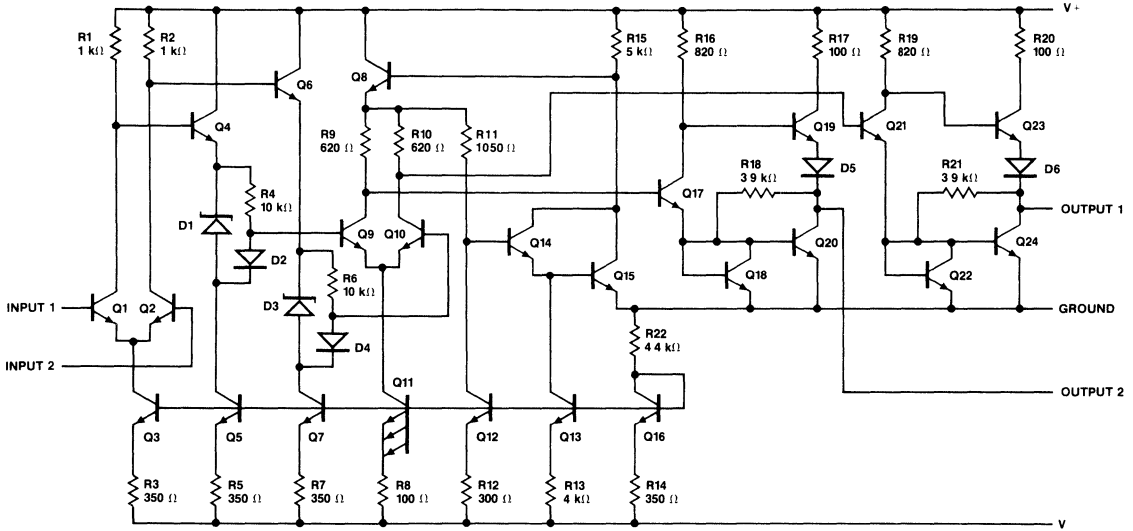 V+
R1
1 kΩ
R2
1 kΩ
Q4
Q6
Q8
R15
5 kΩ
R16
820 Ω
R17
100 Ω
R19
820 Ω
R20
100 Ω
R9
620 Ω
R10
620 Ω
R11
1050 Ω
Q19
Q21
Q23
R18
3 9 kΩ
D5
R21
3 9 kΩ
D6
R4
10 kΩ
Q17
OUTPUT 1
D1
D2
Q9
Q10
Q14
Q15
Q20
Q24
R6
10 kΩ
Q18
Q22
INPUT 1
Q1
Q2
D3
D4
GROUND
R22
4 4 kΩ
INPUT 2
Q11
OUTPUT 2
Q3
Q5
Q7
Q12
Q13
Q16
R3
350 Ω
R5
350 Ω
R7
350 Ω
R8
100 Ω
R12
300 Ω
R13
4 kΩ
R14
350 Ω
V